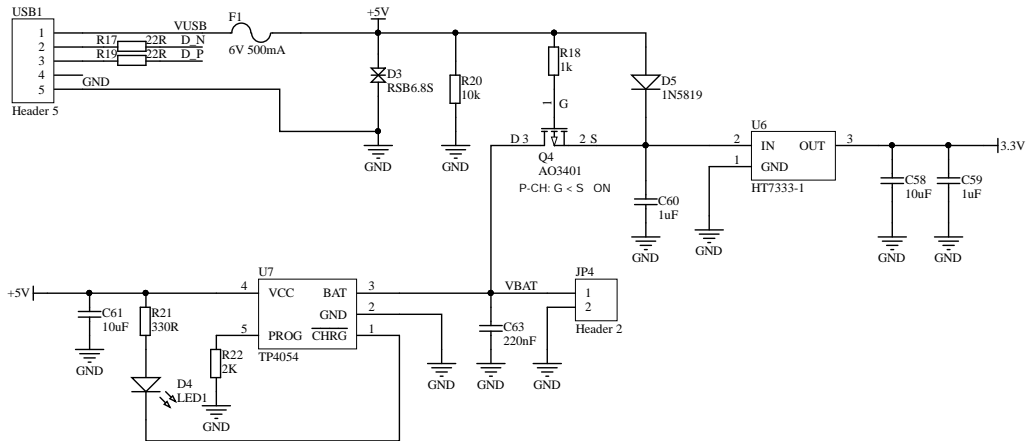 USB1
+5V
F1
VUSB
1
R17 22R D_N
2
6V 500mA
R19 22R D_P
3
R18
1k
D3
RSB6.8S
R20
10k
D5
1N5819
4
GND
5
Header 5
1 G
U6
GND
GND
D 3
2 S
2 IN OUT 3
3.3V
Q4
AO3401
1 GND
P-CH: G < S ON
HT7333-1
C60
1uF
C58
10uF
C59
1uF
GND
GND
GND
GND
U7
JP4
+5V
4 VCC BAT 3
VBAT
1
C61
10uF
R21
330R
GND 2
2
5 PROG CHRG 1
C63
220nF
Header 2
R22
2K
TP4054
GND
GND
GND
GND
D4
LED1
GND